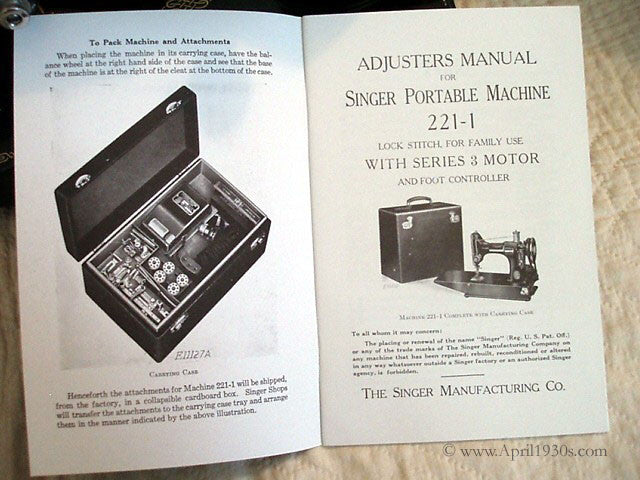 To Pack Machine and Attachments
When placing the machine in its carrying case, have the bal-
ance wheel at the right hand side of the case and see that the base
of the machine is at the right of the cleat at the bottom of the case.
E11127A
CARRYING CASE
Henceforth the attachments for Machine 221-1 will be shipped,
from the factory, in a collapsible cardboard box. Singer Shops
will transfer the attachments to the carrying case tray and arrange
them in the manner indicated by the above illustration.
ADJUSTERS MANUAL
FOR
SINGER PORTABLE MACHINE
221-1
LOCK STITCH, FOR FAMILY USE
WITH SERIES 3 MOTOR
AND FOOT CONTROLLER
MACHINE 221-1 COMPLETE WITH CARRYING CASE
To all whom it may concern:
The placing or renewal of the name "Singer" (Reg. U. S. Pat. Off.)
or any of the trade marks of The Singer Manufacturing Company on
any machine that has been repaired, rebuilt, reconditioned or altered
in any way whatsoever outside a Singer factory or an authorized Singer
agency, is forbidden.
THE SINGER MANUFACTURING CO.
© www.April1930s.com